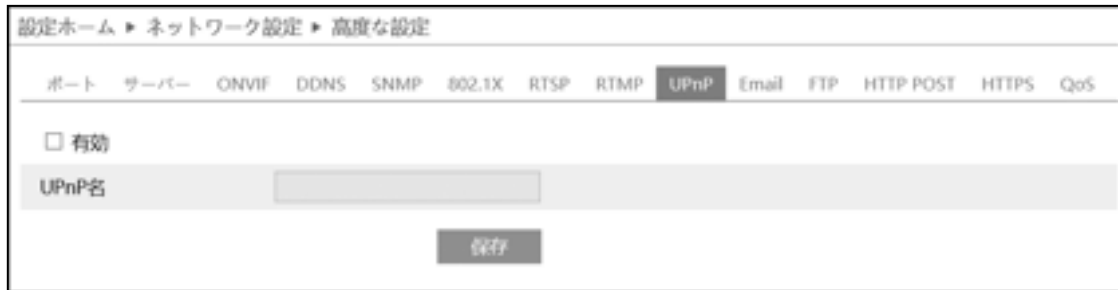 設定ホーム ▶ ネットワーク設定 ▶ 高度な設定
ポート サーバー ONVIF DDNS SNMP 802.1X RTSP RTMP UPnP Email FTP HTTP POST HTTPS QoS
有効
UPnP名
保存